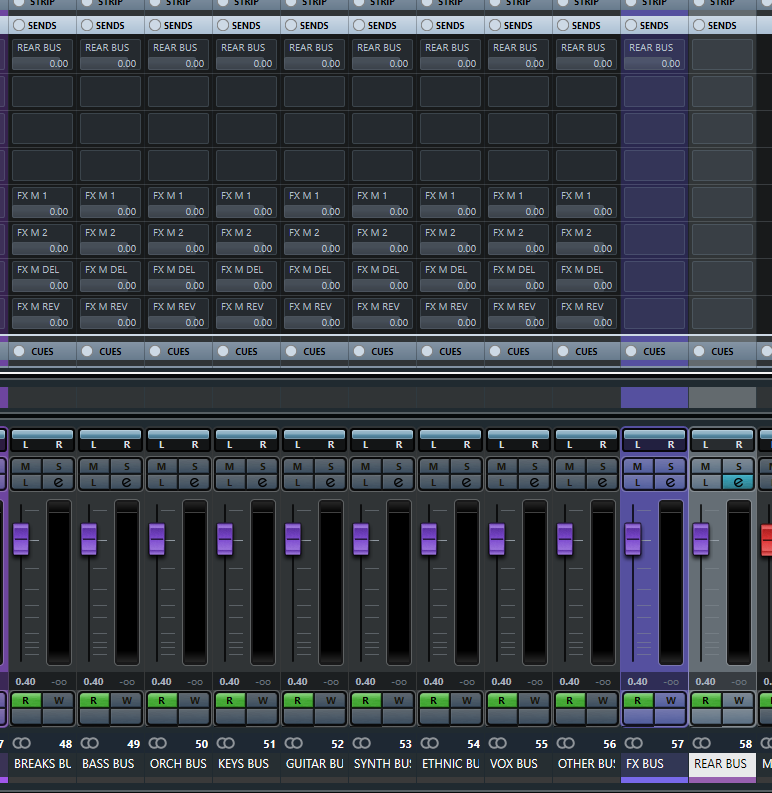 STRIP STRIP STRIP STRIP STRIP STRIP STRIP STRIP STRIP STRIP STRIP
SENDS SENDS SENDS SENDS SENDS SENDS SENDS SENDS SENDS SENDS SENDS
REAR BUS REAR BUS REAR BUS REAR BUS REAR BUS REAR BUS REAR BUS REAR BUS REAR BUS REAR BUS
0.00 0.00 0.00 0.00 0.00 0.00 0.00 0.00 0.00 0.00
FX M 1 FX M 1 FX M 1 FX M 1 FX M 1 FX M 1 FX M 1 FX M 1 FX M 1
0.00 0.00 0.00 0.00 0.00 0.00 0.00 0.00 0.00
FX M 2 FX M 2 FX M 2 FX M 2 FX M 2 FX M 2 FX M 2 FX M 2 FX M 2
0.00 0.00 0.00 0.00 0.00 0.00 0.00 0.00 0.00
FX M DEL FX M DEL FX M DEL FX M DEL FX M DEL FX M DEL FX M DEL FX M DEL FX M DEL
0.00 0.00 0.00 0.00 0.00 0.00 0.00 0.00 0.00
FX M REV FX M REV FX M REV FX M REV FX M REV FX M REV FX M REV FX M REV FX M REV
0.00 0.00 0.00 0.00 0.00 0.00 0.00 0.00 0.00
CUES CUES CUES CUES CUES CUES CUES CUES CUES CUES CUES
L R L R L R L R L R L R L R L R L R L R L R L
M S M S M S M S M S M S M S M S M S M S M S M
L e L e L e L e L e L e L e L e L e L e L e L
0.40 -oo 0.40 -oo 0.40 -oo 0.40 -oo 0.40 -oo 0.40 -oo 0.40 -oo 0.40 -oo 0.40 -oo 0.40 -oo 0.40 -oo 0.
R W R W R W R W R W R W R W R W R W R W R W R
7 48 49 50 51 52 53 54 55 56 57 58
BREAKS BU BASS BUS ORCH BUS KEYS BUS GUITAR BU SYNTH BUS ETHNIC BU VOX BUS OTHER BUS FX BUS REAR BUS M